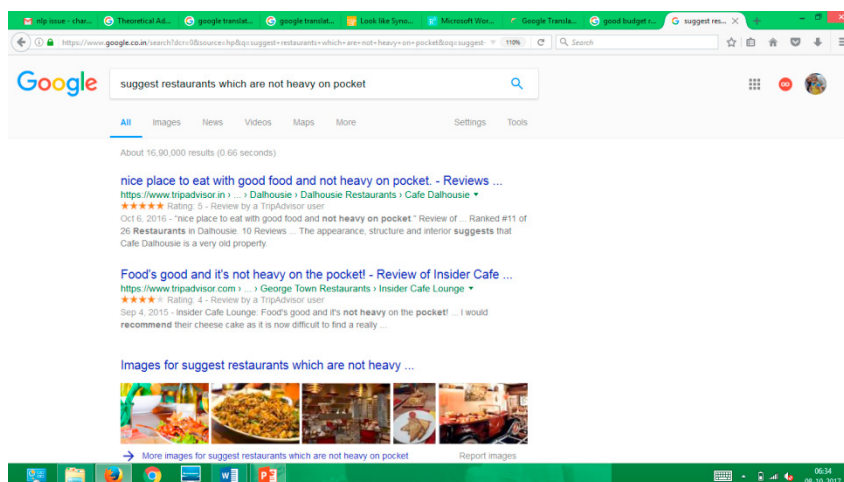 nlp issue - char...
Theoretical Ad...
google translat...
google translat...
Look like Syno...
Microsoft Wor...
Google Transla...
good budget r...
suggest res...
https://www.google.co.in/search?dcr=0&source=hp&q=suggest+restaurants+which+are+not+heavy+on+pocket&oq=suggest-
110%
Search
Google
suggest restaurants which are not heavy on pocket
All Images News Videos Maps More Settings Tools
About 16,90,000 results (0.66 seconds)
nice place to eat with good food and not heavy on pocket. - Reviews ...
https://www.tripadvisor.in › ... › Dalhousie › Dalhousie Restaurants › Cafe Dalhousie
★★★★★ Rating: 5 - Review by a TripAdvisor user
Oct 6, 2016 - "nice place to eat with good food and not heavy on pocket." Review of ... Ranked #11 of
26 Restaurants in Dalhousie. 10 Reviews ... The appearance, structure and interior suggests that
Cafe Dalhousie is a very old property.
Food's good and it's not heavy on the pocket! - Review of Insider Cafe ...
https://www.tripadvisor.com › ... › George Town Restaurants › Insider Cafe Lounge
★★★★★ Rating: 4 - Review by a TripAdvisor user
Sep 4, 2015 - Insider Cafe Lounge: Food's good and it's not heavy on the pocket! ... I would
recommend their cheese cake as it is now difficult to find a really ...
Images for suggest restaurants which are not heavy ...
More images for suggest restaurants which are not heavy on pocket
Report images
06:34
08-10-2017